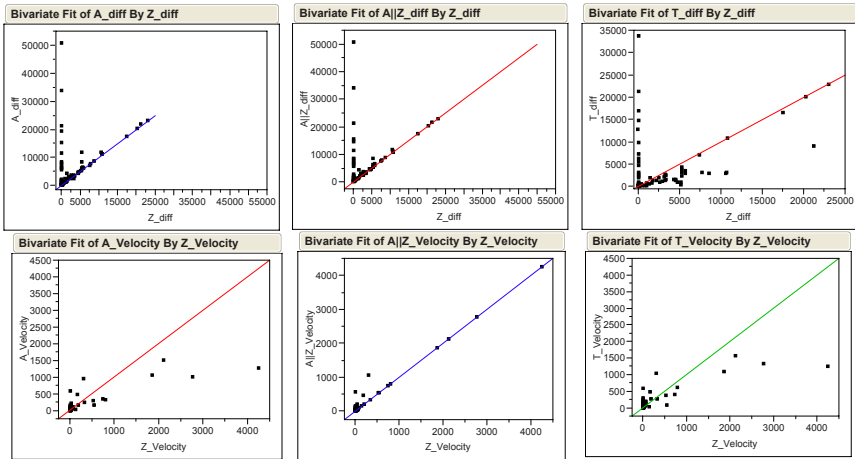 Bivariate Fit of A_diff By Z_diff
50000
40000
30000
20000
10000
0
A_diff
0 5000 15000 25000 35000 45000 55000
Z_diff
Bivariate Fit of A||Z_diff By Z_diff
50000
40000
30000
20000
10000
0
A||Z_diff
0 5000 15000 25000 35000 45000 55000
Z_diff
Bivariate Fit of T_diff By Z_diff
35000
30000
25000
20000
15000
10000
5000
0
T_diff
0 5000 10000 15000 20000 25000
Z_diff
Bivariate Fit of A_Velocity By Z_Velocity
4500
4000
3500
3000
2500
2000
1500
1000
500
0
A_Velocity
0 1000 2000 3000 4000
Z_Velocity
Bivariate Fit of A||Z_Velocity By Z_Velocity
4000
3000
2000
1000
0
A||Z_Velocity
0 1000 2000 3000 4000
Z_Velocity
Bivariate Fit of T_Velocity By Z_Velocity
4500
4000
3500
3000
2500
2000
1500
1000
500
0
T_Velocity
0 1000 2000 3000 4000
Z_Velocity